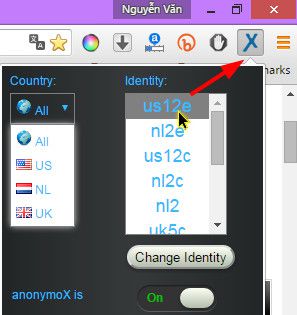 Nguyễn Văn
marks
Country:
Identity:
All
All
US
NL
UK
us12e
nl2e
us12c
nl2c
nl2
uk5c
Change Identity
anonymoX is
On